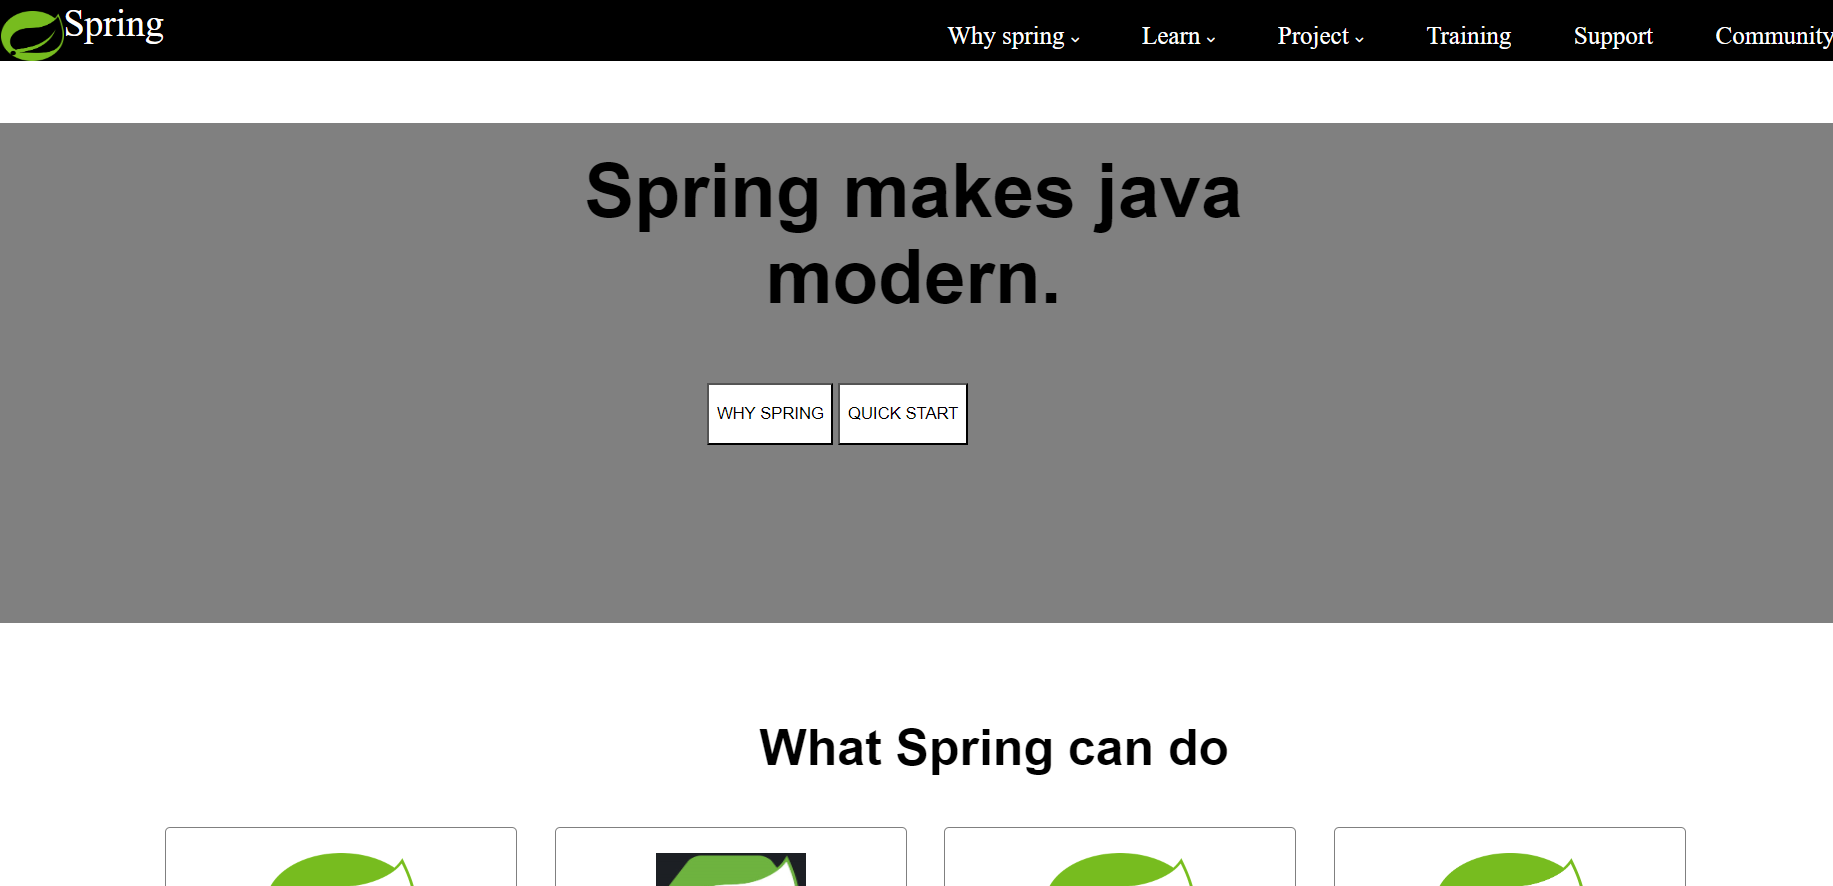 Spring
Why spring Learn Project Training Support Community
Spring makes java
modern.
WHY SPRING QUICK START
What Spring can do